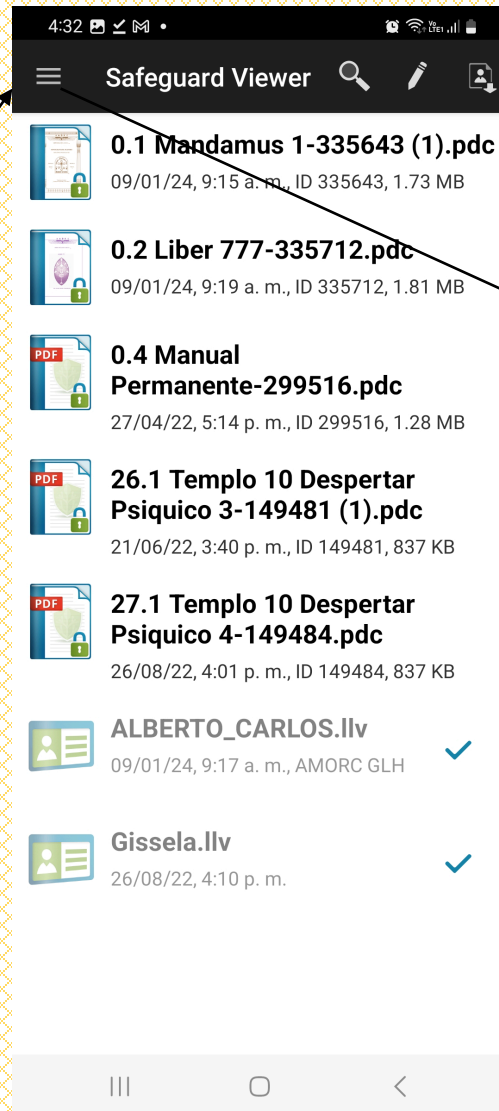 4:32
Vo
LTE1
Safeguard Viewer
0.1 Mandamus 1-335643 (1).pdc
09/01/24, 9:15 a. m., ID 335643, 1.73 MB
0.2 Liber 777-335712.pdc
09/01/24, 9:19 a. m., ID 335712, 1.81 MB
PDF
0.4 Manual
Permanente-299516.pdc
27/04/22, 5:14 p. m., ID 299516, 1.28 MB
PDF
26.1 Templo 10 Despertar
Psiquico 3-149481 (1).pdc
21/06/22, 3:40 p. m., ID 149481, 837 KB
PDF
27.1 Templo 10 Despertar
Psiquico 4-149484.pdc
26/08/22, 4:01 p. m., ID 149484, 837 KB
ALBERTO_CARLOS.llv
09/01/24, 9:17 a. m., AMORC GLH
Gissela.llv
26/08/22, 4:10 p. m.